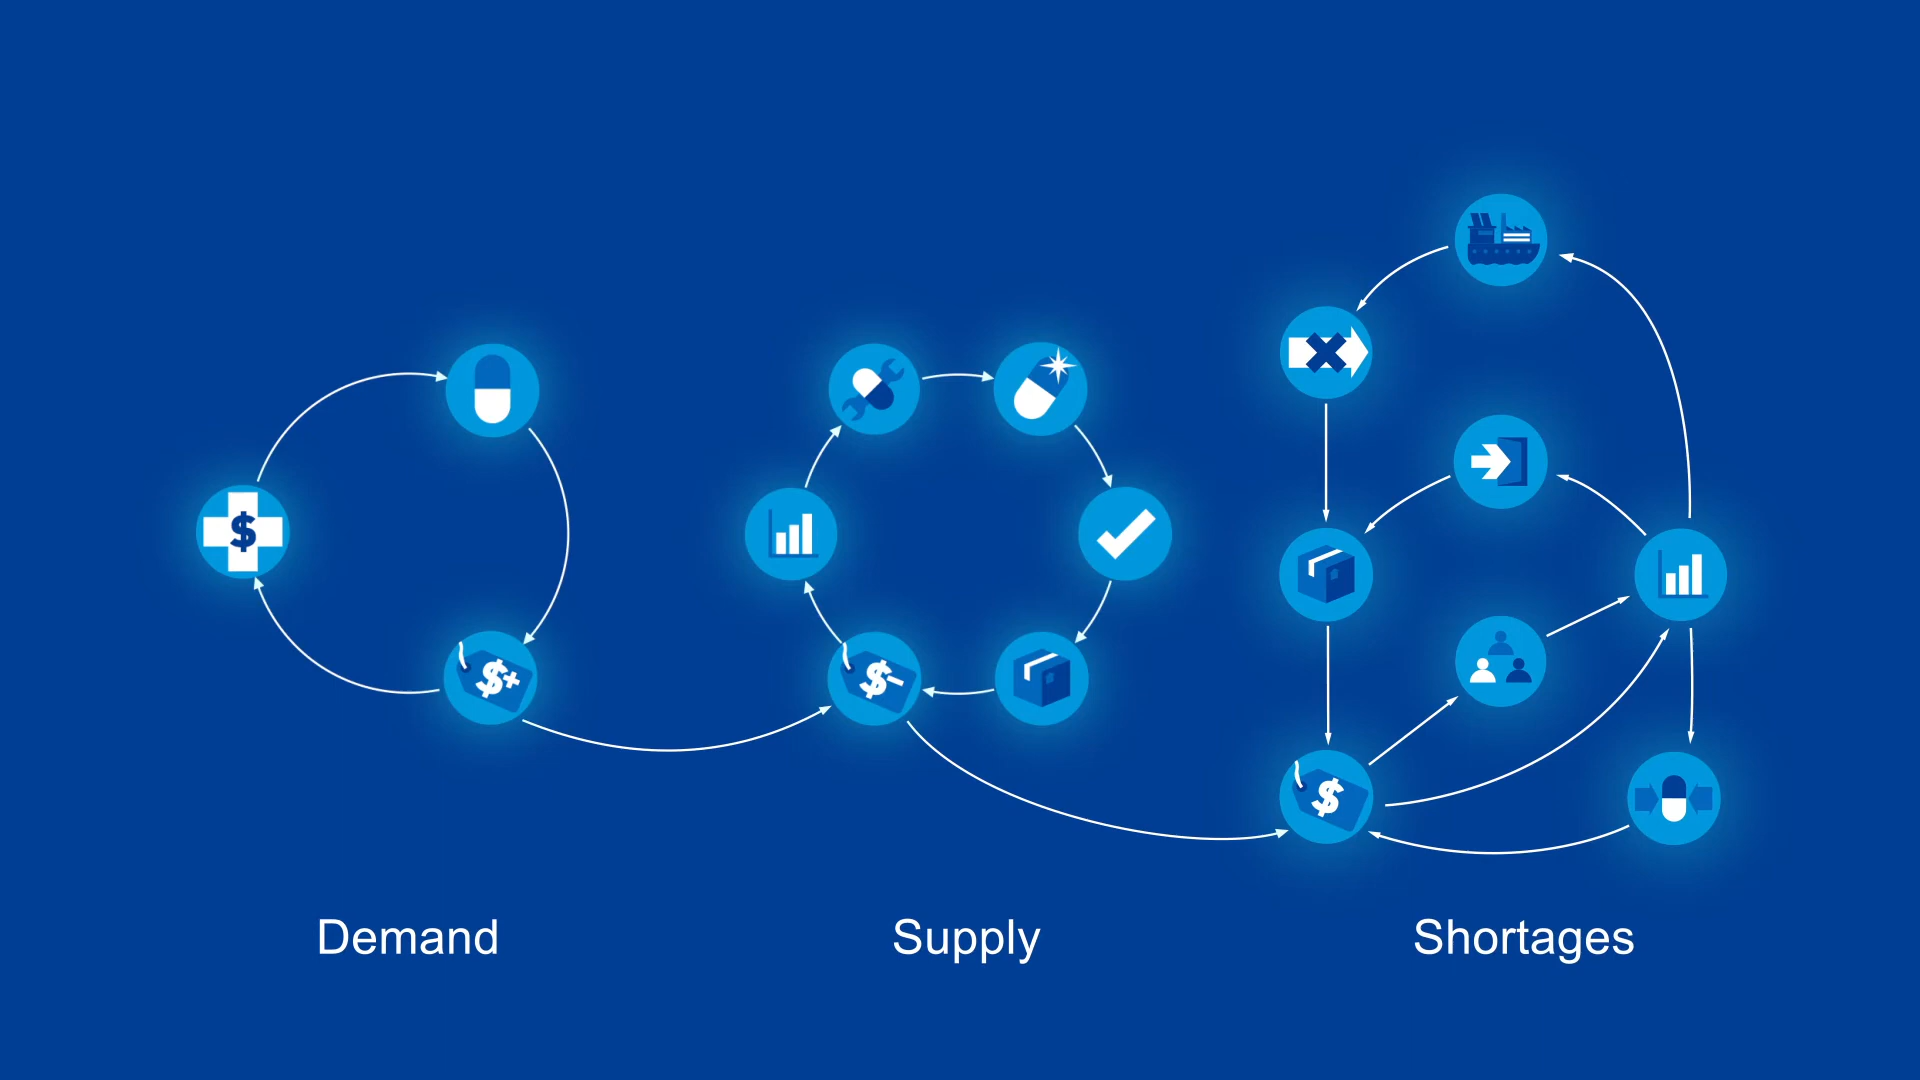 $
$+
$-
$
Demand
Supply
Shortages